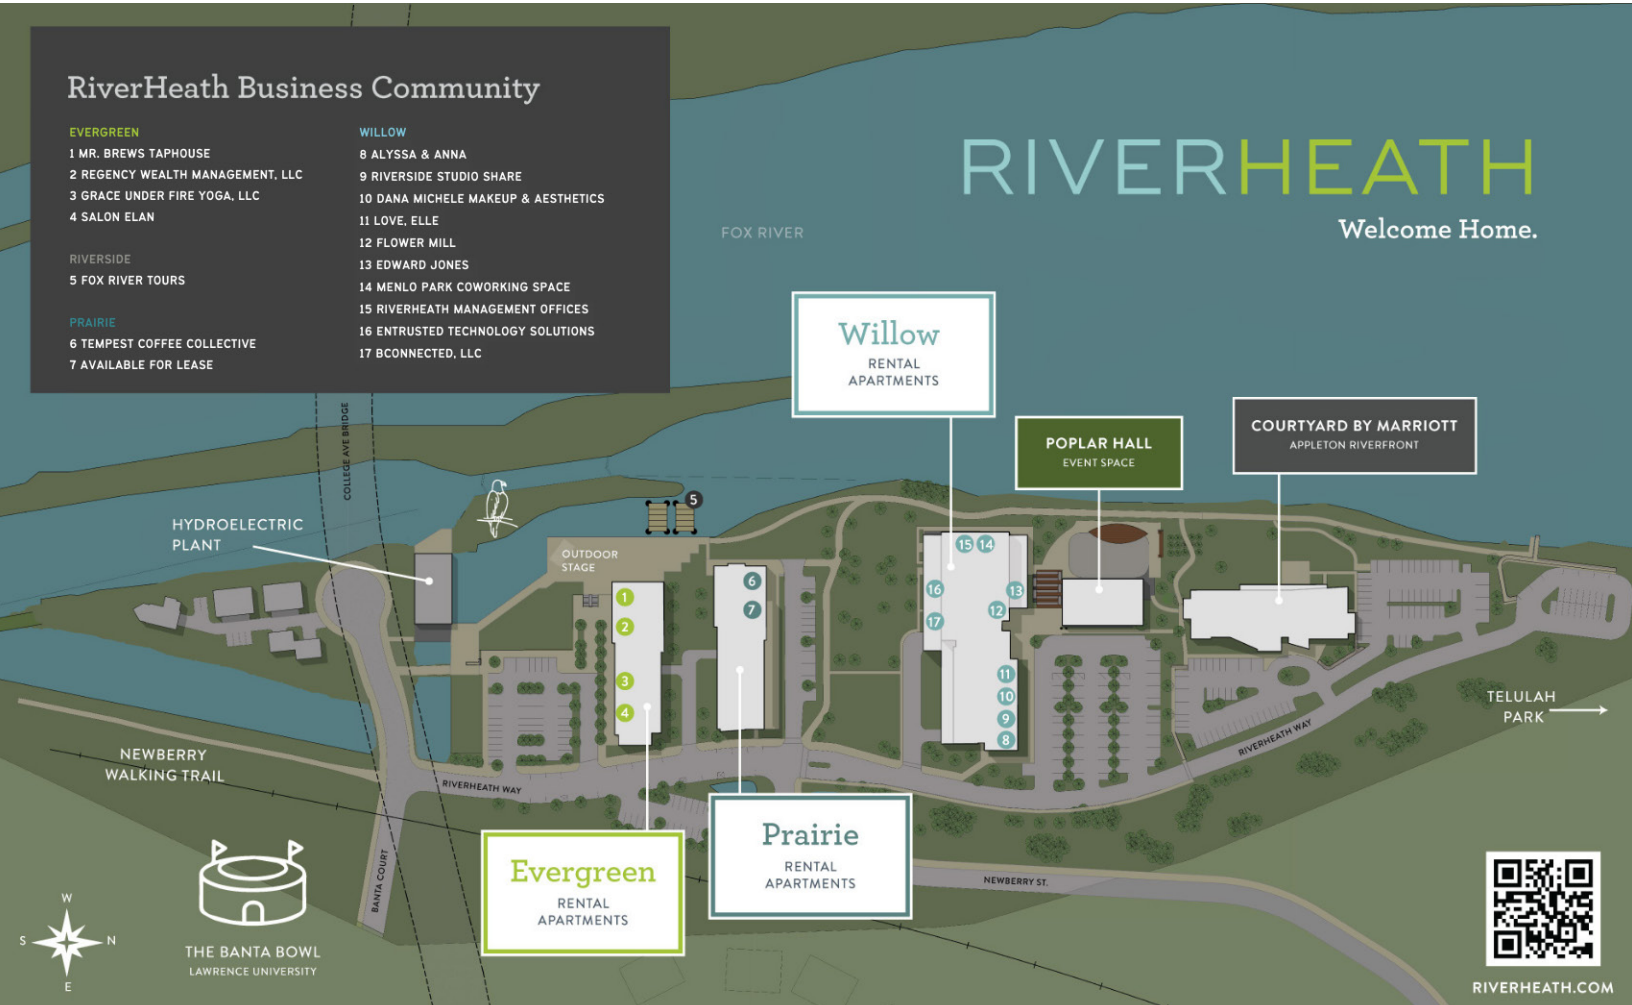 RiverHeath Business Community
EVERGREEN
1 MR. BREWS TAPHOUSE
2 REGENCY WEALTH MANAGEMENT, LLC
3 GRACE UNDER FIRE YOGA, LLC
4 SALON ELAN
RIVERSIDE
5 FOX RIVER TOURS
PRAIRIE
6 TEMPEST COFFEE COLLECTIVE
7 AVAILABLE FOR LEASE
WILLOW
8 ALYSSA & ANNA
9 RIVERSIDE STUDIO SHARE
10 DANA MICHELE MAKEUP & AESTHETICS
11 LOVE, ELLE
12 FLOWER MILL
13 EDWARD JONES
14 MENLO PARK COWORKING SPACE
15 RIVERHEATH MANAGEMENT OFFICES
16 ENTRUSTED TECHNOLOGY SOLUTIONS
17 BCONNECTED, LLC
RIVERHEATH
Welcome Home.
FOX RIVER
Willow
RENTAL
APARTMENTS
POPLAR HALL
EVENT SPACE
COURTYARD BY MARRIOTT
APPLETON RIVERFRONT
COLLEGE AVE BRIDGE
HYDROELECTRIC
PLANT
5
OUTDOOR
STAGE
1
2
3
4
6
7
15 14
16
13
12
17
11
10
9
8
TELULAH
PARK
NEWBERRY
WALKING TRAIL
RIVERHEATH WAY
RIVERHEATH WAY
BANTA COURT
NEWBERRY ST.
Evergreen
RENTAL
APARTMENTS
Prairie
RENTAL
APARTMENTS
W
S N
E
THE BANTA BOWL
LAWRENCE UNIVERSITY
RIVERHEATH.COM